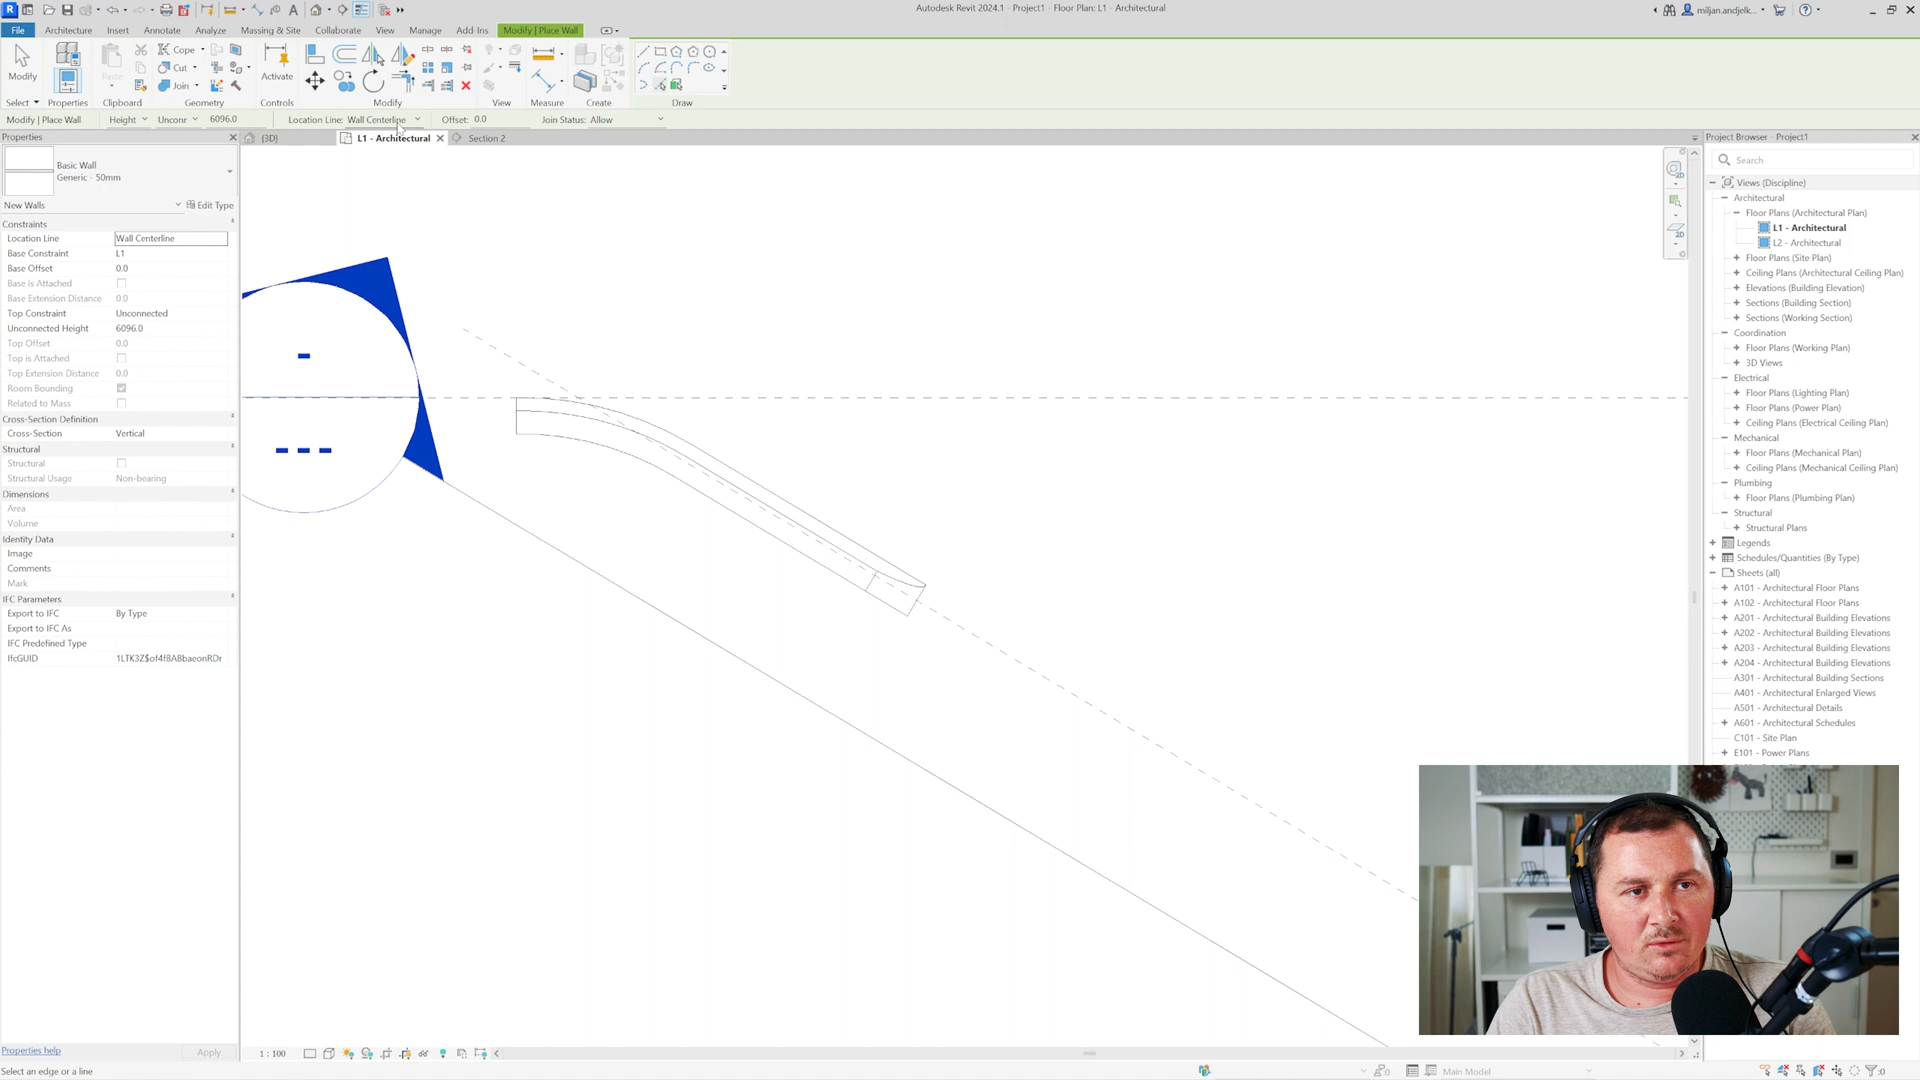 Autodesk Revit 2024.1 - Project1 - Floor Plan: L1 - Architectural
miljan.andjelk...
File
Architecture
Insert
Annotate
Analyze
Massing & Site
Collaborate
View
Manage
Add-Ins
Modify | Place Wall
Modify
Paste
Cope
Cut
Join
Activate
Select
Properties
Clipboard
Geometry
Controls
Modify
View
Measure
Create
Draw
Modify | Place Wall
Height
Unconr
6096.0
Location Line: Wall Centerline
Offset: 0.0
Join Status: Allow
Properties
{3D}
L1 - Architectural
Section 2
Project Browser - Project1
Basic Wall
Generic - 50mm
New Walls
Edit Type
Constraints
Location Line Wall Centerline
Base Constraint L1
Base Offset 0.0
Base is Attached
Base Extension Distance 0.0
Top Constraint Unconnected
Unconnected Height 6096.0
Top Offset 0.0
Top is Attached
Top Extension Distance 0.0
Room Bounding
Related to Mass
Cross-Section Definition
Cross-Section Vertical
Structural
Structural
Structural Usage Non-bearing
Dimensions
Area
Volume
Identity Data
Image
Comments
Mark
IFC Parameters
Export to IFC By Type
Export to IFC As
IFC Predefined Type
IfcGUID 1LTK3Z$of4fBABbaeonRDr
Properties help
Apply
2D
2D
Search
Views (Discipline)
Architectural
Floor Plans (Architectural Plan)
L1 - Architectural
L2 - Architectural
Floor Plans (Site Plan)
Ceiling Plans (Architectural Ceiling Plan)
Elevations (Building Elevation)
Sections (Building Section)
Sections (Working Section)
Coordination
Floor Plans (Working Plan)
3D Views
Electrical
Floor Plans (Lighting Plan)
Floor Plans (Power Plan)
Ceiling Plans (Electrical Ceiling Plan)
Mechanical
Floor Plans (Mechanical Plan)
Ceiling Plans (Mechanical Ceiling Plan)
Plumbing
Floor Plans (Plumbing Plan)
Structural
Structural Plans
Legends
Schedules/Quantities (By Type)
Sheets (all)
A101 - Architectural Floor Plans
A102 - Architectural Floor Plans
A201 - Architectural Building Elevations
A202 - Architectural Building Elevations
A203 - Architectural Building Elevations
A204 - Architectural Building Elevations
A301 - Architectural Building Sections
A401 - Architectural Enlarged Views
A501 - Architectural Details
A601 - Architectural Schedules
C101 - Site Plan
E101 - Power Plans
1 : 100
Select an edge or a line
:0
Main Model
:0